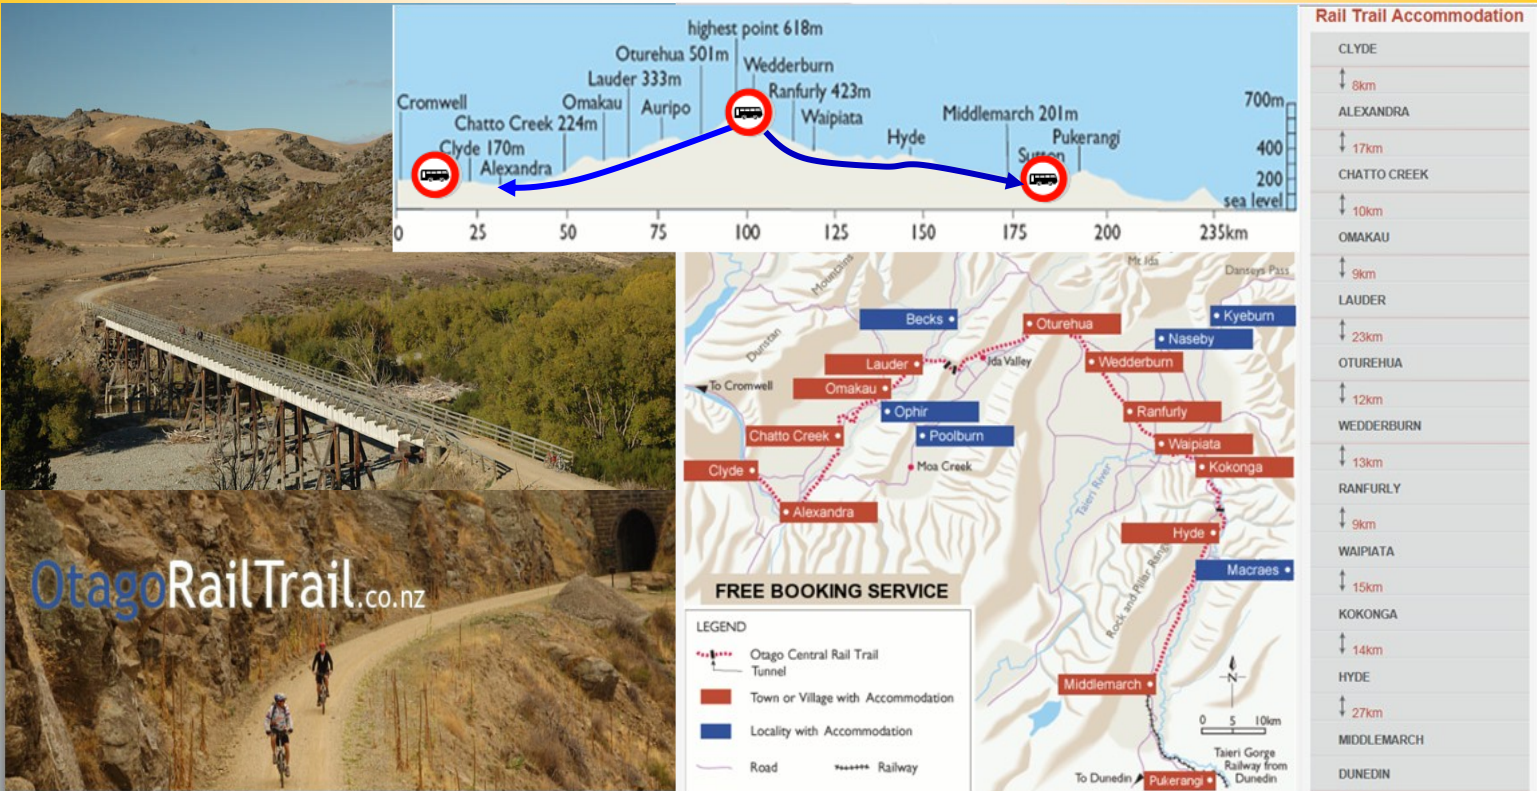 highest point 618m
Oturehua 501m
Wedderburn
Lauder 333m
Ranfurly 423m
Cromwell
Omakau
Auripo
Waipiata
Middlemarch 201m
Chatto Creek 224m
Hyde
Pukerangi
Clyde 170m
Alexandra
700m
400
200
sea level
0 25 50 75 100 125 150 175 200 235km
OtagoRailTrail.co.nz
Mountains
Mt. Ida
Danseys Pass
Becks
Oturehua
Kyeburn
Naseby
Dunstan
Lauder
Ida Valley
Wedderburn
To Cromwell
Omakau
Ophir
Ranfurly
Chatto Creek
Poolburn
Waipiata
Clyde
Moa Creek
Kokonga
Taieri River
Alexandra
Hyde
Rock and Pillar Range
Macraes
Middlemarch
N
0 5 10km
Taieri Gorge
Railway from
Dunedin
To Dunedin
Pukerangi
FREE BOOKING SERVICE
LEGEND
Otago Central Rail Trail
Tunnel
Town or Village with Accommodation
Locality with Accommodation
Road
Railway
Rail Trail Accommodation
CLYDE
8km
ALEXANDRA
17km
CHATTO CREEK
10km
OMAKAU
9km
LAUDER
23km
OTUREHUA
12km
WEDDERBURN
13km
RANFURLY
9km
WAIPIATA
15km
KOKONGA
14km
HYDE
27km
MIDDLEMARCH
DUNEDIN